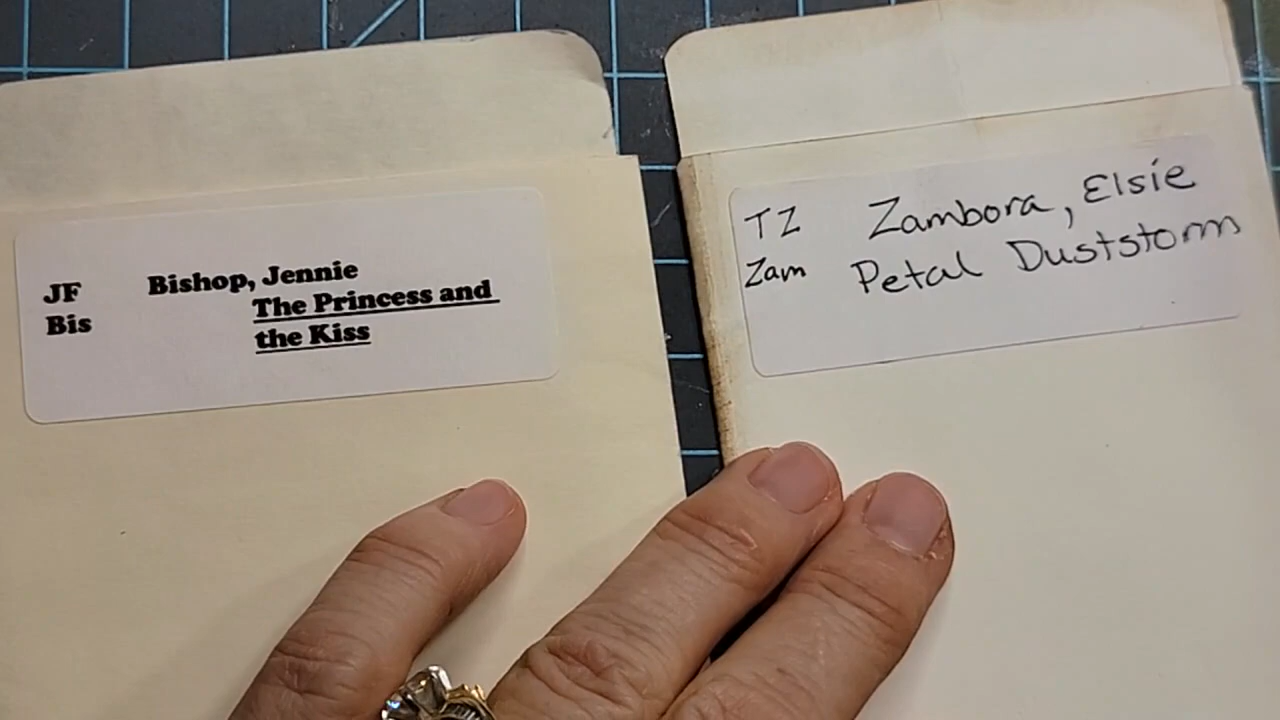 JF Bishop, Jennie
Bis The Princess and
the Kiss
TZ Zambora, Elsie
Zam Petal Duststorm